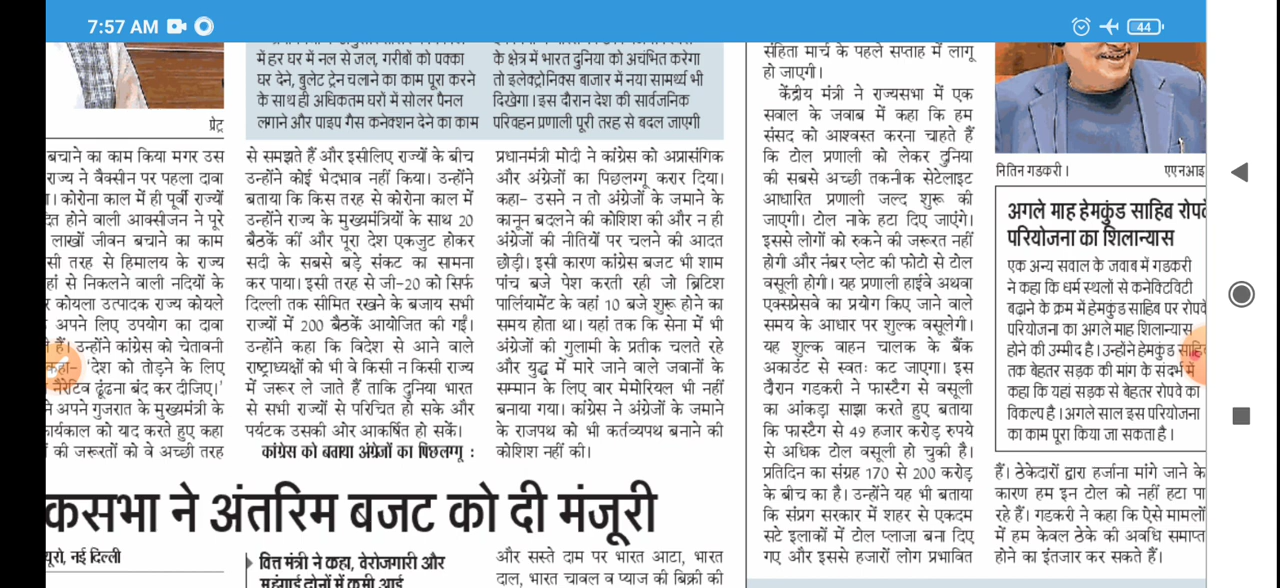 7:57 AM
44
में हर घर में नल से जल, गरीबों को पक्का
घर देने, बुलेट ट्रेन चलाने का काम पूरा करने
के साथ ही अधिकतम घरों में सोलर पैनल
लगाने और पाइप गैस कनेक्शन देने का काम
के क्षेत्र में भारत दुनिया को अचंभित करेगा
तो इलेक्ट्रोनिक्स बाजार में नया सामर्थ्य भी
दिखेगा। इस दौरान देश की सार्वजनिक
परिवहन प्रणाली पूरी तरह से बदल जाएगी
प्रेट्र
बचाने का काम किया मगर उस
राज्य ने वैक्सीन पर पहला दावा
। कोरोना काल में ही पूर्वी राज्यों
होने वाली आक्सीजन ने पूरे
लाखों जीवन बचाने का काम
सी तरह से हिमालय के राज्य
हां से निकलने वाली नदियों के
कोयला उत्पादक राज्य कोयले
अपने लिए उपयोग का दावा
हैं। उन्होंने कांग्रेस को चेतावनी
कहा- 'देश को तोड़ने के लिए
नैरेटिव ढूंढना बंद कर दीजिए।'
ने अपने गुजरात के मुख्यमंत्री के
कार्यकाल को याद करते हुए कहा
की जरूरतों को वे अच्छी तरह
से समझते हैं और इसीलिए राज्यों के बीच
उन्होंने कोई भेदभाव नहीं किया। उन्होंने
बताया कि किस तरह से कोरोना काल में
उन्होंने राज्य के मुख्यमंत्रियों के साथ 20
बैठकें कीं और पूरा देश एकजुट होकर
सदी के सबसे बड़े संकट का सामना
कर पाया। इसी तरह से जी-20 को सिर्फ
दिल्ली तक सीमित रखने के बजाय सभी
राज्यों में 200 बैठकें आयोजित की गईं।
उन्होंने कहा कि विदेश से आने वाले
राष्ट्राध्यक्षों को भी वे किसी न किसी राज्य
में जरूर ले जाते हैं ताकि दुनिया भारत
से सभी राज्यों से परिचित हो सके और
पर्यटक उसकी ओर आकर्षित हो सकें।
कांग्रेस को बताया अंग्रेजों का पिछलग्गू :
प्रधानमंत्री मोदी ने कांग्रेस को अप्रासंगिक
और अंग्रेजों का पिछलग्गू करार दिया।
कहा- उसने न तो अंग्रेजों के जमाने के
कानून बदलने की कोशिश की और न ही
अंग्रेजों की नीतियों पर चलने की आदत
छोड़ी। इसी कारण कांग्रेस बजट भी शाम
पांच बजे पेश करती रही जो ब्रिटिश
पार्लियामेंट के वहां 10 बजे शुरू होने का
समय होता था। यहां तक कि सेना में भी
अंग्रेजों की गुलामी के प्रतीक चलते रहे
और युद्ध में मारे जाने वाले जवानों के
सम्मान के लिए वार मेमोरियल भी नहीं
बनाया गया। कांग्रेस ने अंग्रेजों के जमाने
के राजपथ को भी कर्तव्यपथ बनाने की
कोशिश नहीं की।
कसभा ने अंतरिम बजट को दी मंजूरी
यूरो, नई दिल्ली
वित्त मंत्री ने कहा, बेरोजगारी और
महंगाई दोनों में कमी आई
और सस्ते दाम पर भारत आटा, भारत
दाल, भारत चावल व प्याज की बिक्री की
संहिता मार्च के पहले सप्ताह में लागू
हो जाएगी।
केंद्रीय मंत्री ने राज्यसभा में एक
सवाल के जवाब में कहा कि हम
संसद को आश्वस्त करना चाहते हैं
कि टोल प्रणाली को लेकर दुनिया
की सबसे अच्छी तकनीक सेटेलाइट
आधारित प्रणाली जल्द शुरू की
जाएगी। टोल नाके हटा दिए जाएंगे।
इससे लोगों को रुकने की जरूरत नहीं
होगी और नंबर प्लेट की फोटो से टोल
वसूली होगी। यह प्रणाली हाईवे अथवा
एक्सप्रेसवे का प्रयोग किए जाने वाले
समय के आधार पर शुल्क वसूलेगी।
यह शुल्क वाहन चालक के बैंक
अकाउंट से स्वतः कट जाएगा। इस
दौरान गडकरी ने फास्टैग से वसूली
का आंकड़ा साझा करते हुए बताया
कि फास्टैग से 49 हजार करोड़ रुपये
से अधिक टोल वसूली हो चुकी है।
प्रतिदिन का संग्रह 170 से 200 करोड़
के बीच का है। उन्होंने यह भी बताया
कि संप्रग सरकार में शहर से एकदम
सटे इलाकों में टोल प्लाजा बना दिए
गए और इससे हजारों लोग प्रभावित
नितिन गडकरी। एएनआइ
अगले माह हेमकुंड साहिब रोपवे
परियोजना का शिलान्यास
एक अन्य सवाल के जवाब में गडकरी
ने कहा कि धर्म स्थलों से कनेक्टिविटी
बढ़ाने के क्रम में हेमकुंड साहिब पर रोपवे
परियोजना का अगले माह शिलान्यास
होने की उम्मीद है। उन्होंने हेमकुंड साहिब
तक बेहतर सड़क की मांग के संदर्भ में
कहा कि यहां सड़क से बेहतर रोपवे का
विकल्प है। अगले साल इस परियोजना
का काम पूरा किया जा सकता है।
हैं। ठेकेदारों द्वारा हर्जाना मांगे जाने के
कारण हम इन टोल को नहीं हटा पा
रहे हैं। गडकरी ने कहा कि ऐसे मामलों
में हम केवल ठेके की अवधि समाप्त
होने का इंतजार कर सकते हैं।